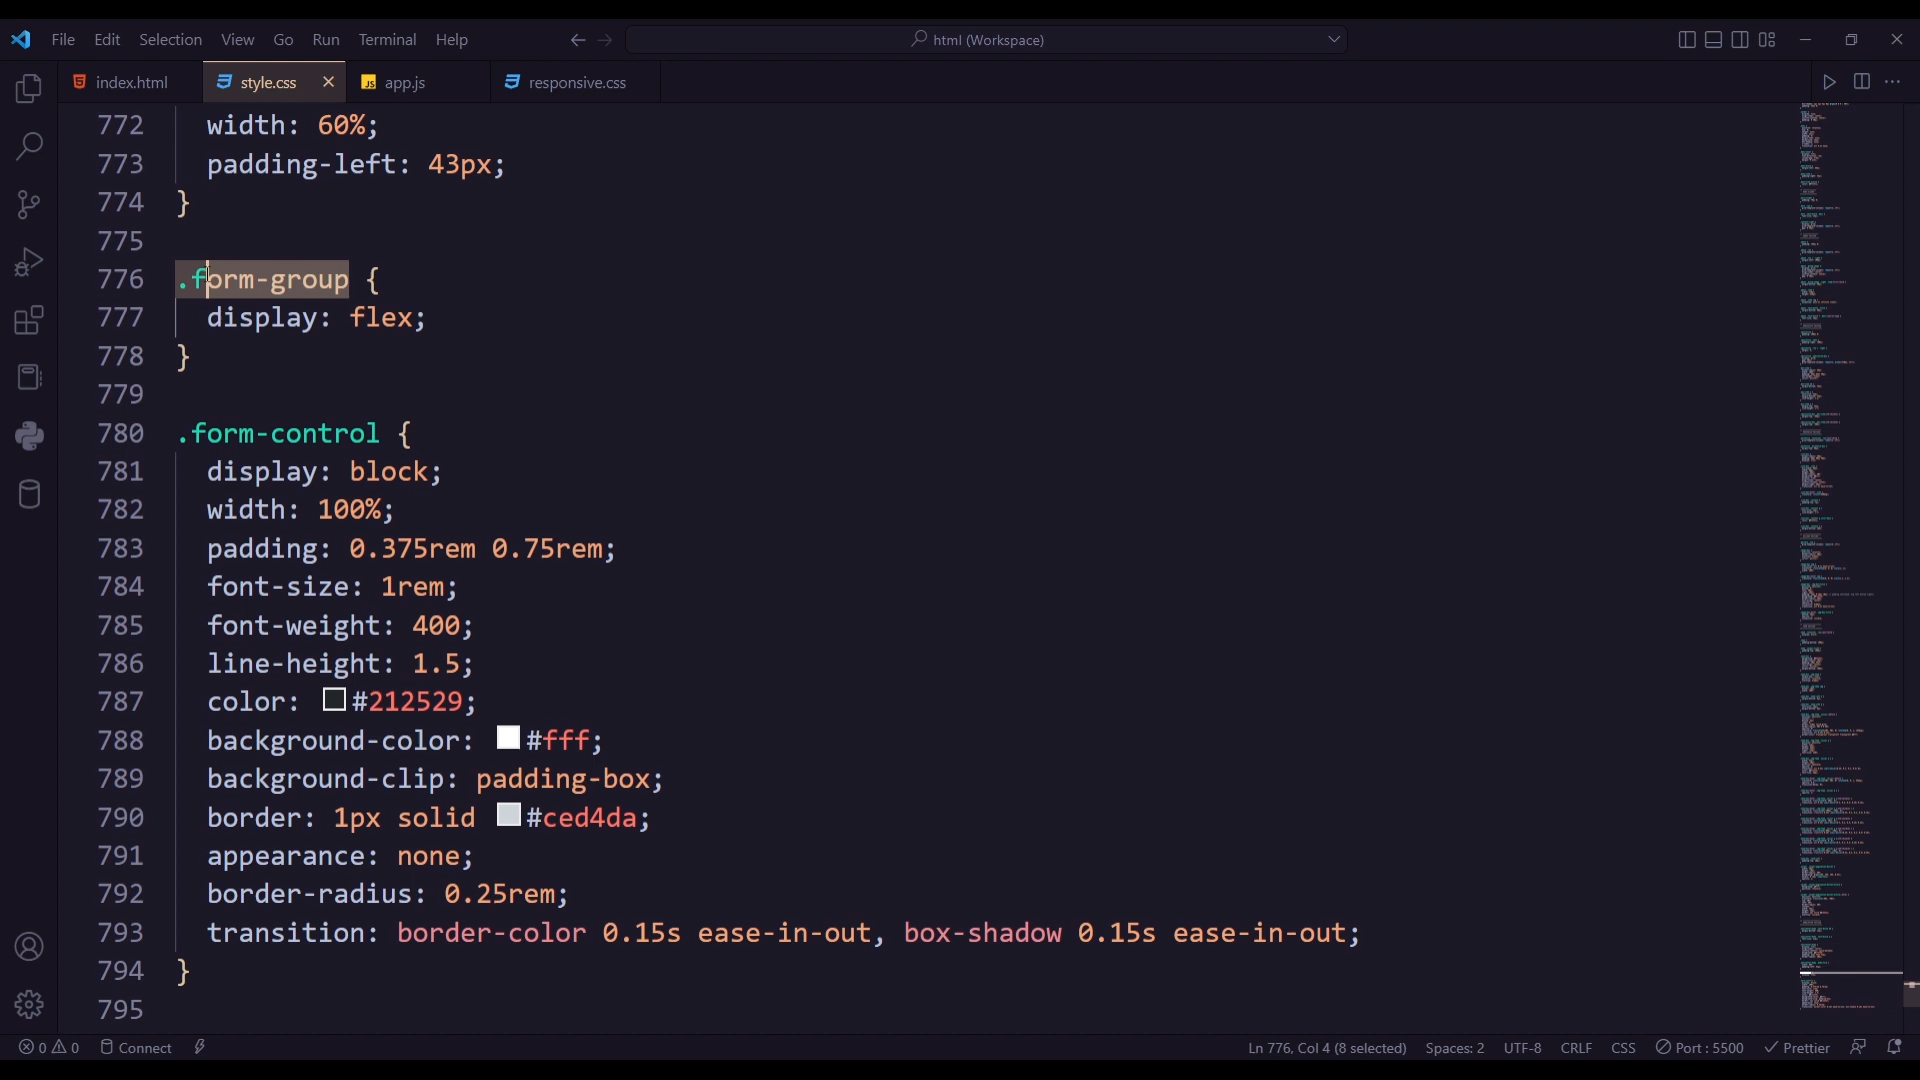 File Edit Selection View Go Run Terminal Help
html (Workspace)
index.html
style.css
JS app.js
responsive.css
772 width: 60%;
773 padding-left: 43px;
774 }
775
776 .form-group {
777 display: flex;
778 }
779
780 .form-control {
781 display: block;
782 width: 100%;
783 padding: 0.375rem 0.75rem;
784 font-size: 1rem;
785 font-weight: 400;
786 line-height: 1.5;
787 color: #212529;
788 background-color: #fff;
789 background-clip: padding-box;
790 border: 1px solid #ced4da;
791 appearance: none;
792 border-radius: 0.25rem;
793 transition: border-color 0.15s ease-in-out, box-shadow 0.15s ease-in-out;
794 }
795
0 0 Connect Ln 776, Col 4 (8 selected) Spaces: 2 UTF-8 CRLF CSS Port : 5500 Prettier